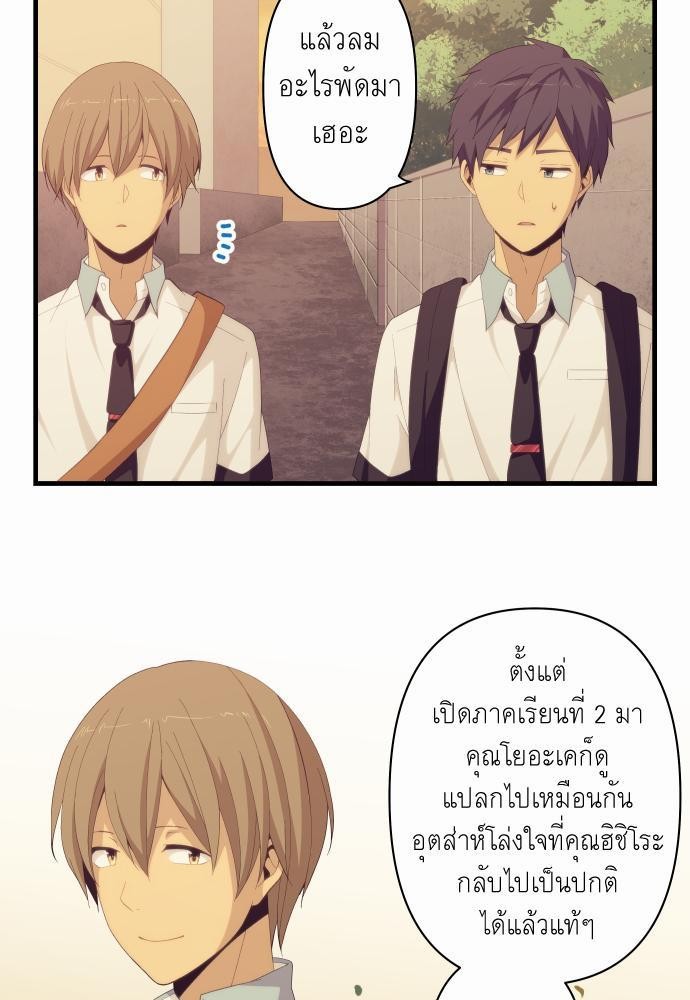 แล้วลม
อะไรพัดมา
เฮอะ
ตั้งแต่
เปิดภาคเรียนที่ 2 มา
คุณโยอะเคก็ดู
แปลกไปเหมือนกัน
อุตส่าห์โล่งใจที่คุณฮิชิโระ
กลับไปเป็นปกติ
ได้แล้วแท้ๆ